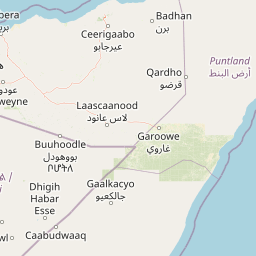 Badhan
برن
Ceerigaabo
عيرجابو
Puntland
أرض البنط
Qardho
قرضو
Laascaanood
لاس عانود
Garoowe
غاروي
Buuhoodle
بووهودل
Gaalkacyo
جالكعيو
Dhigih
Habar
Esse
Caabudwaaq